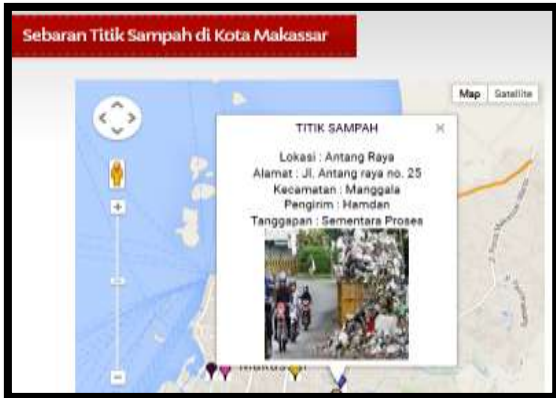 Sebaran Titik Sampah di Kota Makassar
Map Satellite
TITIK SAMPAH ×
Lokasi : Antang Raya
Alamat : Jl. Antang raya no. 25
Kecamatan : Manggala
Pengirim : Hamdan
Tanggapan : Sementara Proses